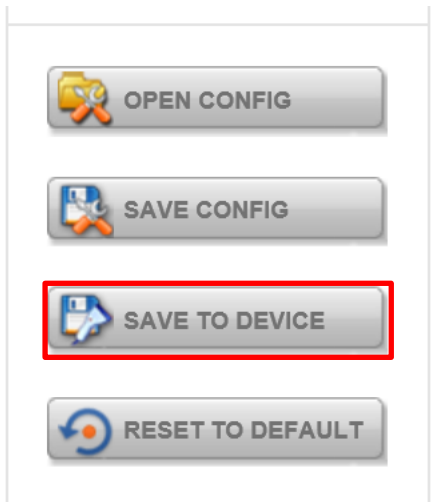 OPEN CONFIG
SAVE CONFIG
SAVE TO DEVICE
RESET TO DEFAULT